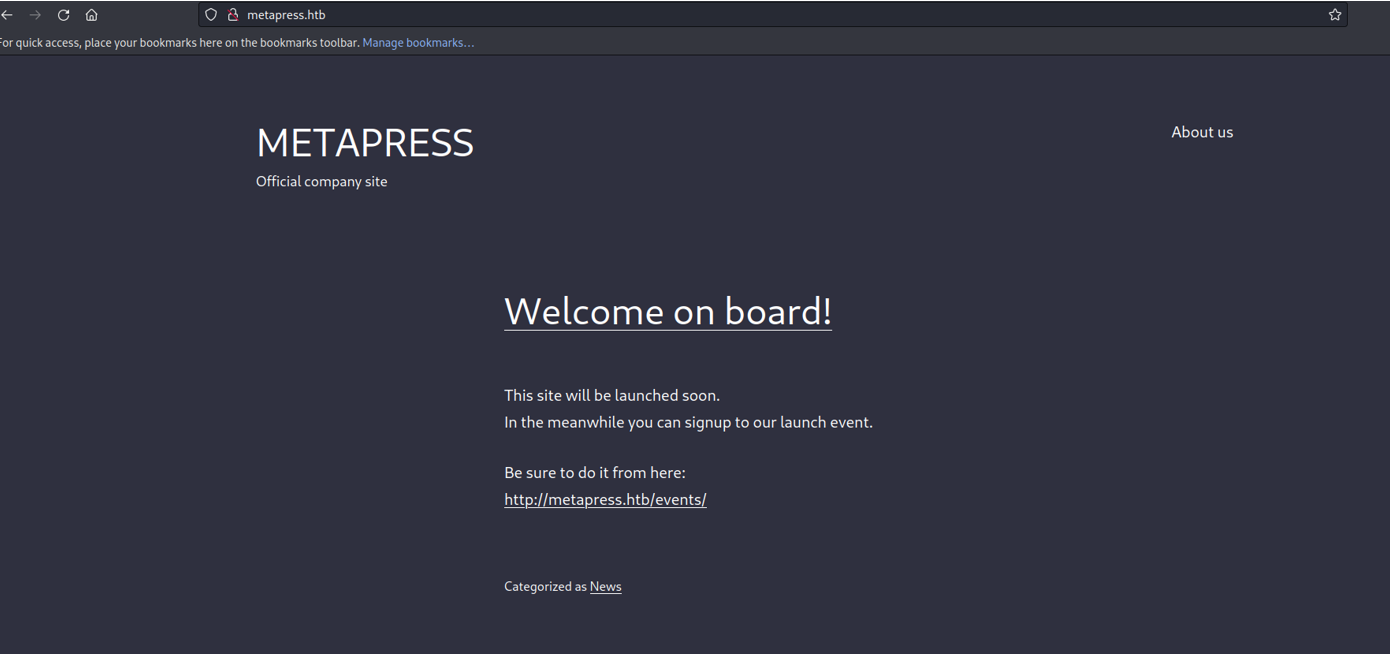 metapress.htb
For quick access, place your bookmarks here on the bookmarks toolbar. Manage bookmarks…
METAPRESS
About us
Official company site
Welcome on board!
This site will be launched soon.
In the meanwhile you can signup to our launch event.
Be sure to do it from here:
http://metapress.htb/events/
Categorized as News